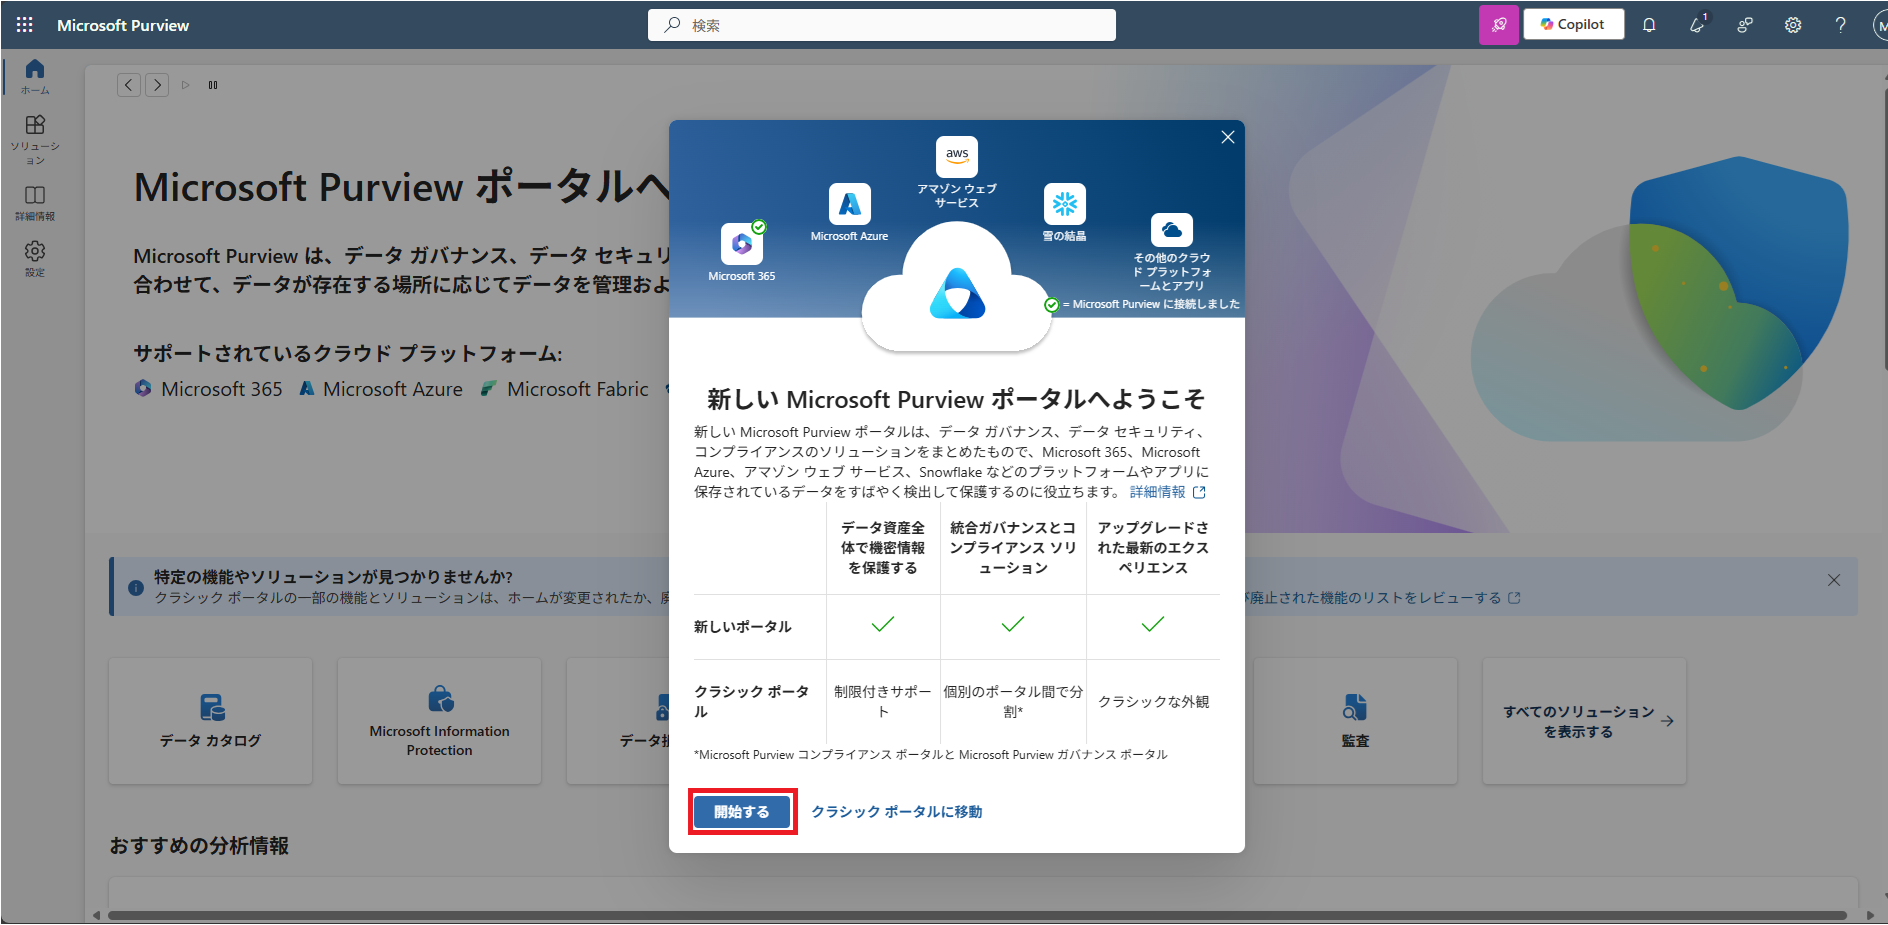 Microsoft Purview
検索
Copilot
1
M
ホーム
ソリューシ
ョン
詳細情報
設定
Microsoft Purview ポータルへ
Microsoft Purview は、データ ガバナンス、データ セキュリ
合わせて、データが存在する場所に応じてデータを管理およ
サポートされているクラウド プラットフォーム:
Microsoft 365 Microsoft Azure Microsoft Fabric
特定の機能やソリューションが見つかりませんか?
クラシック ポータルの一部の機能とソリューションは、ホームが変更されたか、廃
び廃止された機能のリストをレビューする
データ カタログ
Microsoft Information
Protection
データ損
監査
すべてのソリューション
を表示する
おすすめの分析情報
aws
アマゾン ウェブ
サービス
Microsoft Azure
雪の結晶
Microsoft 365
その他のクラウ
ド プラットフォ
ームとアプリ
= Microsoft Purview に接続しました
新しい Microsoft Purview ポータルへようこそ
新しい Microsoft Purview ポータルは、データ ガバナンス、データ セキュリティ、
コンプライアンスのソリューションをまとめたもので、Microsoft 365、Microsoft
Azure、アマゾン ウェブ サービス、Snowflake などのプラットフォームやアプリに
保存されているデータをすばやく検出して保護するのに役立ちます。 詳細情報
データ資産全
体で機密情報
を保護する
統合ガバナンスとコ
ンプライアンス ソリ
ューション
アップグレードさ
れた最新のエクス
ペリエンス
新しいポータル
クラシック ポータ
ル
制限付きサポー
ト
個別のポータル間で分
割*
クラシックな外観
*Microsoft Purview コンプライアンス ポータルと Microsoft Purview ガバナンス ポータル
開始する
クラシック ポータルに移動